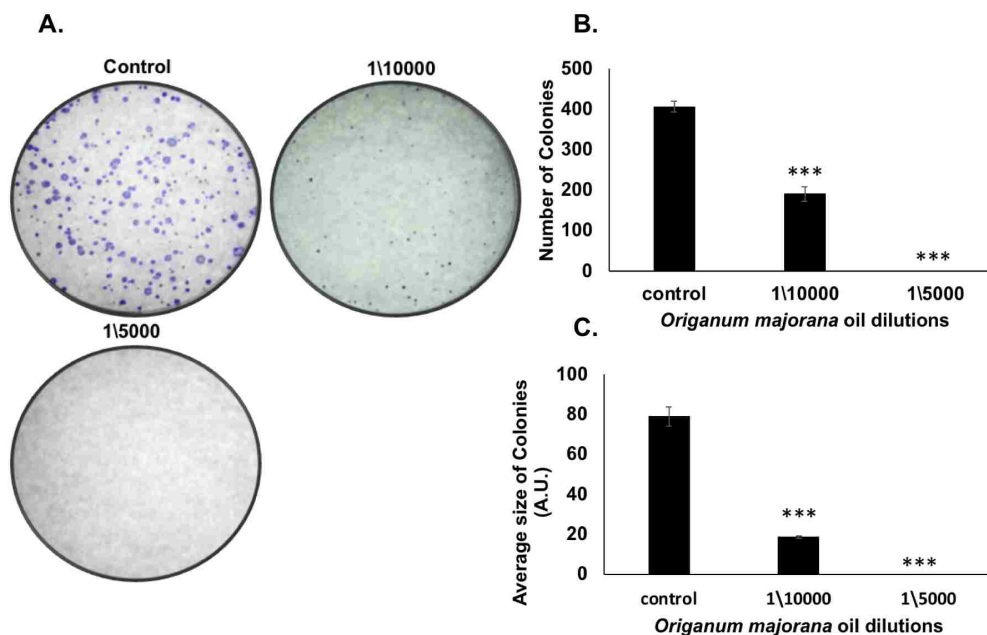 A.
Control
1\10000
1\5000
B.
Number of Colonies
500
400
300
200
100
0
***
***
control
1\10000
1\5000
Origanum majorana oil dilutions
C.
Average size of Colonies
(A.U.)
100
80
60
40
20
0
***
***
control
1\10000
1\5000
Origanum majorana oil dilutions